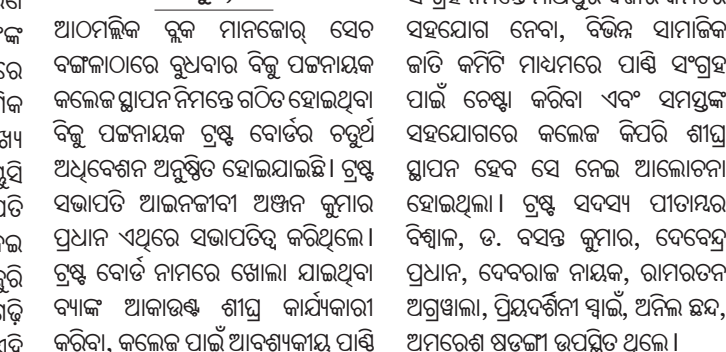 ଆଠମଲ୍ଲିକ ବ୍ଲକ ମାନଜୋର୍ ସେଚ
ବଙ୍ଗଳାଠାରେ ବୁଧବାର ବିଜୁ ପଟ୍ଟନାୟକ
କଲେଜ ସ୍ଥାପନ ନିମନ୍ତେ ଗଠିତ ହୋଇଥିବା
ବିଜୁ ପଟ୍ଟନାୟକ ଟ୍ରଷ୍ଟ ବୋର୍ଡର ଚତୁର୍ଥ
ଅଧିବେଶନ ଅନୁଷ୍ଠିତ ହୋଇଯାଇଛି। ଟ୍ରଷ୍ଟ
ସଭାପତି ଆଇନଜୀବୀ ଅଞ୍ଜନ କୁମାର
ପ୍ରଧାନ ଏଥିରେ ସଭାପତିତ୍ୱ କରିଥିଲେ।
ଟ୍ରଷ୍ଟ ବୋର୍ଡ ନାମରେ ଖୋଲା ଯାଇଥିବା
ବ୍ୟାଙ୍କ ଆକାଉଣ୍ଟ ଶୀଘ୍ର କାର୍ଯ୍ୟକାରୀ
କରିବା, କଲେଜ ପାଇଁ ଆବଶ୍ୟକୀୟ ପାଣ୍ଠି
ସହଯୋଗ ନେବା, ବିଭିନ୍ନ ସାମାଜିକ
ଜାତି କମିଟି ମାଧ୍ୟମରେ ପାଣ୍ଠି ସଂଗ୍ରହ
ପାଇଁ ଚେଷ୍ଟା କରିବା ଏବଂ ସମସ୍ତଙ୍କ
ସହଯୋଗରେ କଲେଜ କିପରି ଶୀଘ୍ର
ସ୍ଥାପନ ହେବ ସେ ନେଇ ଆଲୋଚନା
ହୋଇଥିଲା। ଟ୍ରଷ୍ଟ ସଦସ୍ୟ ପୀତାମ୍ବର
ବିଶ୍ୱାଳ, ଡ. ବସନ୍ତ କୁମାର, ଦେବେନ୍ଦ୍ର
ପ୍ରଧାନ, ଦେବରାଜ ନାୟକ, ରାମରତନ
ଅଗ୍ରୱାଲା, ପ୍ରିୟଦର୍ଶିନୀ ସ୍ୱାଇଁ, ଅନିଲ ଛନ୍ଦ,
ଅମରେଶ ଷଡଙ୍ଗୀ ଉପସ୍ଥିତ ଥିଲେ।